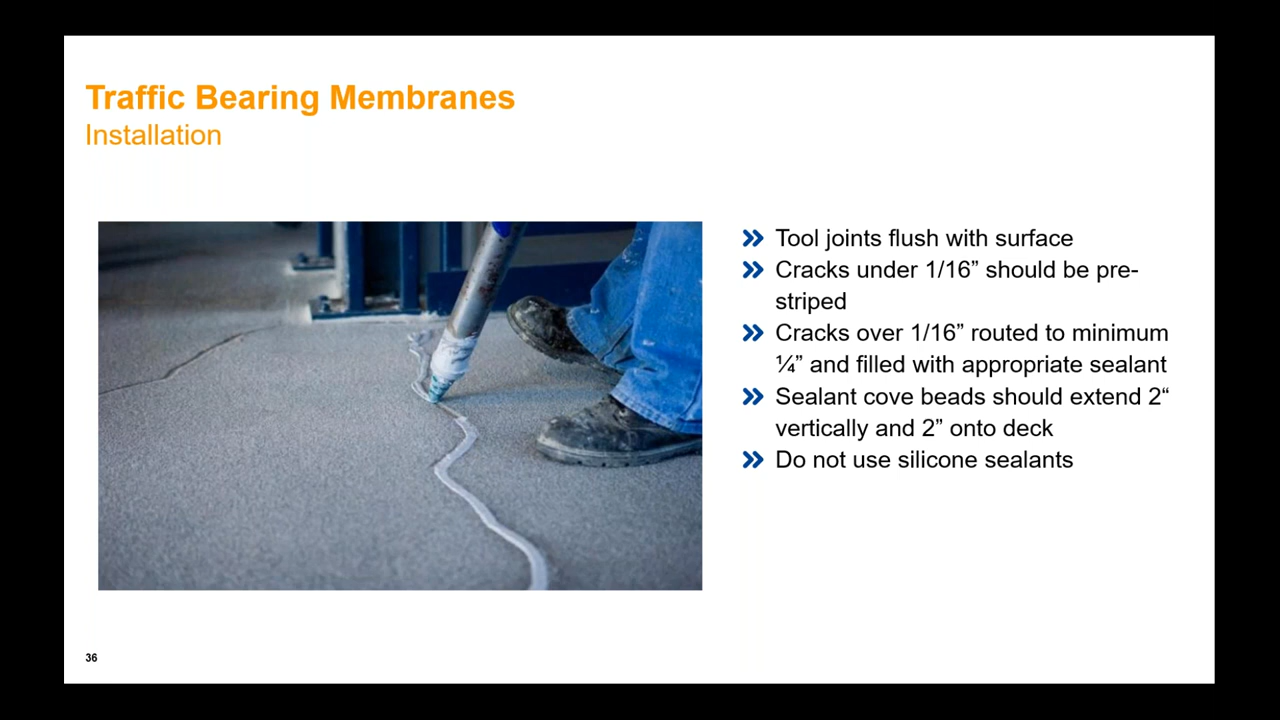 Traffic Bearing Membranes
Installation
Tool joints flush with surface
Cracks under 1/16” should be pre-
striped
Cracks over 1/16” routed to minimum
¼” and filled with appropriate sealant
Sealant cove beads should extend 2“
vertically and 2” onto deck
Do not use silicone sealants
36